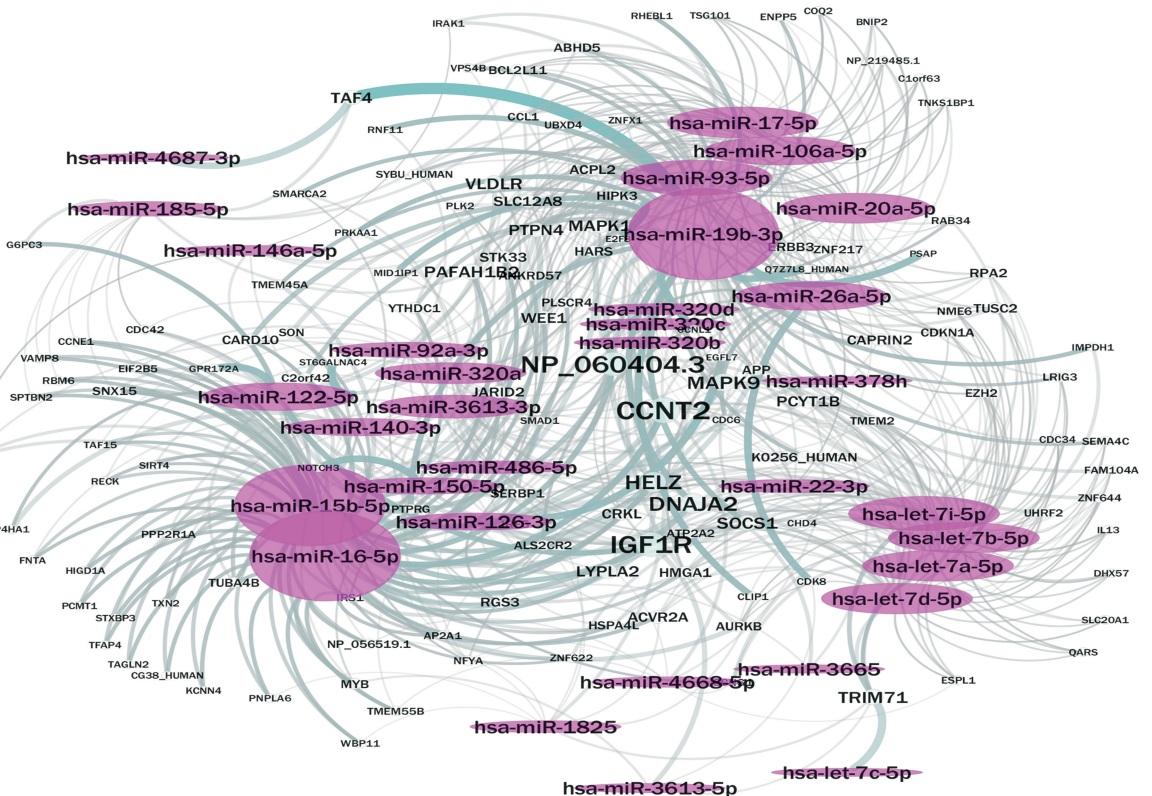 RHEBL1
TSG101
ENPP5
COQ2
BNIP2
IRAK1
ABHD5
NP_219485.1
VPS4B
BCL2L11
C1orf63
TAF4
TNKS1BP1
CCL1
UBXD4
ZNFX1
hsa-miR-17-5p
RNF11
hsa-miR-106a-5p
hsa-miR-4687-3p
SYBU_HUMAN
ACPL2
hsa-miR-93-5p
VLDLR
SMARCA2
SLC12A8
HIPK3
PLK2
hsa-miR-185-5p
hsa-miR-20a-5p
RAB34
PRKAA1
PTPN4
MAPK1
hsa-miR-19b-3p
G6PC3
hsa-miR-146a-5p
HARS
ERBB3
ZNF217
PSAP
STK33
MID1IP1
PAFAH1B2
ANKRD57
Q7Z7L8_HUMAN
RPA2
TMEM45A
hsa-miR-26a-5p
YTHDC1
PLSCR4
hsa-miR-320d
NME6
TUSC2
WEE1
hsa-miR-320c
CCNL1
CDC42
SON
CARD10
CCNE1
hsa-miR-320b
CAPRIN2
CDKN1A
IMPDH1
hsa-miR-92a-3p
VAMP8
ST6GALNAC4
EIF2B5
GPR172A
NP_060404.3
EGFL7
APP
RBM6
C2orf42
hsa-miR-320a
MAPK9
hsa-miR-378h
LRIG3
SNX15
SPTBN2
hsa-miR-122-5p
JARID2
EZH2
PCYT1B
hsa-miR-3613-3p
CCNT2
SMAD1
CDC6
TMEM2
hsa-miR-140-3p
TAF15
CDC34
SEMA4C
SIRT4
NOTCH3
hsa-miR-486-5p
K0256_HUMAN
FAM104A
RECK
hsa-miR-150-5p
SERBP1
HELZ
hsa-miR-22-3p
ZNF644
hsa-miR-15b-5p
PTPRG
DNAJA2
CRKL
hsa-let-7i-5p
UHRF2
P4HA1
PPP2R1A
hsa-miR-126-3p
SOCS1
CHD4
IL13
ATP2A2
hsa-let-7b-5p
ALS2CR2
IGF1R
FNTA
hsa-miR-16-5p
HIGD1A
LYPLA2
HMGA1
hsa-let-7a-5p
DHX57
TUBA4B
CDK8
IRS1
CLIP1
hsa-let-7d-5p
PCMT1
TXN2
RGS3
STXBP3
ACVR2A
HSPA4L
AURKB
SLC20A1
TFAP4
NP_056519.1
AP2A1
TAGLN2
NFYA
ZNF622
QARS
CG38_HUMAN
hsa-miR-3665
KCNN4
MYB
hsa-miR-4668-5p
ESPL1
PNPLA6
TRIM71
TMEM55B
hsa-miR-1825
WBP11
hsa-let-7c-5p
hsa-miR-3613-5p